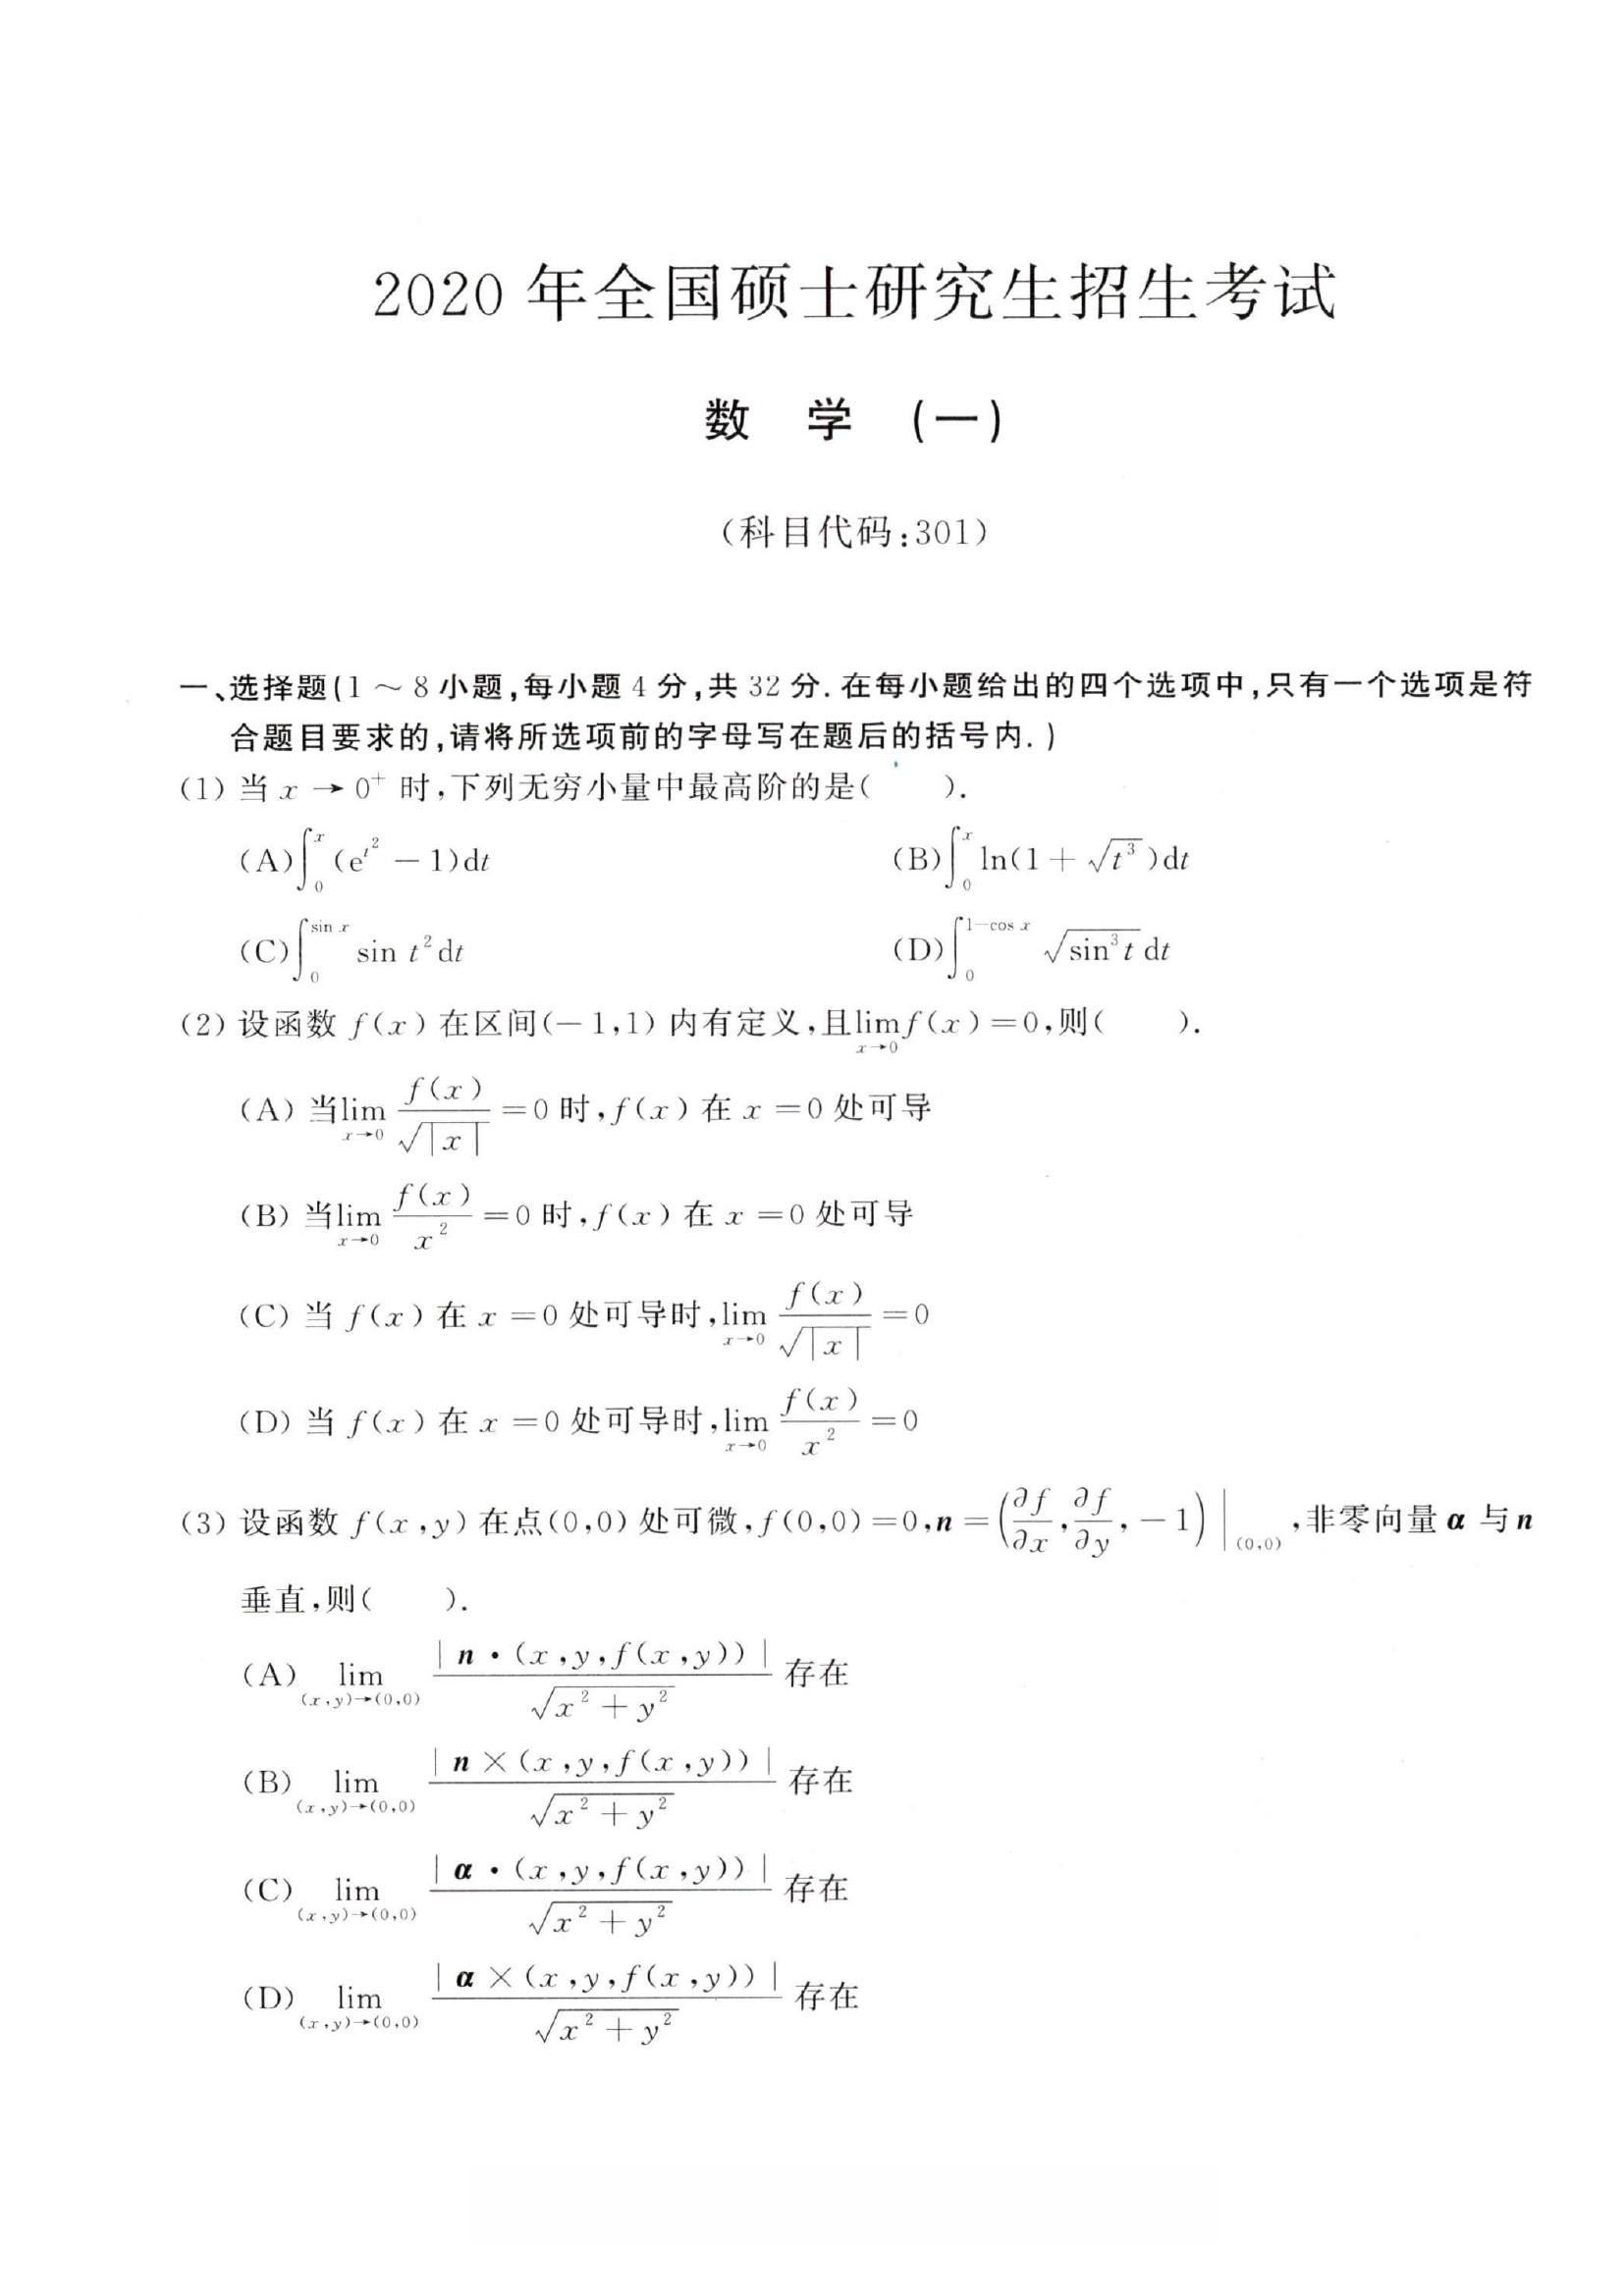 2020 年全国硕士研究生招生考试
数 学 (一)
(科目代码:301)
一、选择题(1 ~ 8 小题,每小题 4 分,共 32 分. 在每小题给出的四个选项中,只有一个选项是符
合题目要求的,请将所选项前的字母写在题后的括号内. )
(1) 当 $x \to 0^+$ 时,下列无穷小量中最高阶的是(  ).
(A)$\int_0^x (e^{t^2} - 1)dt$ (B)$\int_0^x \ln(1 + \sqrt{t^3})dt$
(C)$\int_0^{\sin x} \sin t^2 dt$ (D)$\int_0^{1-\cos x} \sqrt{\sin^3 t}\, dt$
(2) 设函数 $f(x)$ 在区间$(-1,1)$ 内有定义,且$\lim_{x \to 0} f(x) = 0$,则(  ).
(A) 当$\lim_{x \to 0} \frac{f(x)}{\sqrt{|x|}} = 0$ 时,$f(x)$ 在 $x = 0$ 处可导
(B) 当$\lim_{x \to 0} \frac{f(x)}{x^2} = 0$ 时,$f(x)$ 在 $x = 0$ 处可导
(C) 当 $f(x)$ 在 $x = 0$ 处可导时,$\lim_{x \to 0} \frac{f(x)}{\sqrt{|x|}} = 0$
(D) 当 $f(x)$ 在 $x = 0$ 处可导时,$\lim_{x \to 0} \frac{f(x)}{x^2} = 0$
(3) 设函数 $f(x,y)$ 在点$(0,0)$ 处可微,$f(0,0) = 0$,$\boldsymbol{n} = \left(\frac{\partial f}{\partial x}, \frac{\partial f}{\partial y}, -1\right)\Big|_{(0,0)}$,非零向量 $\boldsymbol{\alpha}$ 与 $\boldsymbol{n}$
垂直,则(  ).
(A) $\lim_{(x,y) \to (0,0)} \frac{|\boldsymbol{n} \cdot (x,y,f(x,y))|}{\sqrt{x^2 + y^2}}$ 存在
(B) $\lim_{(x,y) \to (0,0)} \frac{|\boldsymbol{n} \times (x,y,f(x,y))|}{\sqrt{x^2 + y^2}}$ 存在
(C) $\lim_{(x,y) \to (0,0)} \frac{|\boldsymbol{\alpha} \cdot (x,y,f(x,y))|}{\sqrt{x^2 + y^2}}$ 存在
(D) $\lim_{(x,y) \to (0,0)} \frac{|\boldsymbol{\alpha} \times (x,y,f(x,y))|}{\sqrt{x^2 + y^2}}$ 存在